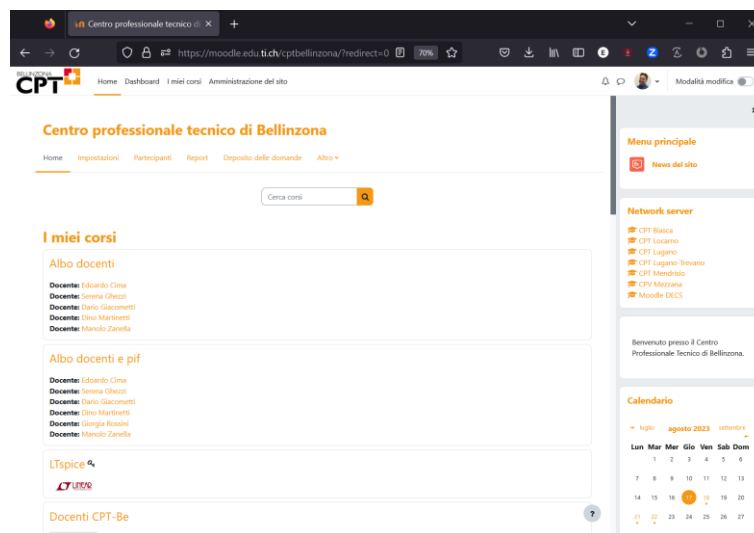 Centro professionale tecnico di
https://moodle.edu.ti.ch/cptbellinzona/?redirect=0
70%
BELLINZONA
CPT
Home Dashboard I miei corsi Amministrazione del sito
Modalità modifica
Centro professionale tecnico di Bellinzona
Home Impostazioni Partecipanti Report Deposito delle domande Altro
Cerca corsi
I miei corsi
Albo docenti
Docente: Edoardo Cima
Docente: Serena Ghezzi
Docente: Dario Giacometti
Docente: Dino Martinetti
Docente: Manolo Zanella
Albo docenti e pif
Docente: Edoardo Cima
Docente: Serena Ghezzi
Docente: Dario Giacometti
Docente: Dino Martinetti
Docente: Giorgia Rossini
Docente: Manolo Zanella
LTspice
LINEAR
Docenti CPT-Be
?
Menu principale
News del sito
Network server
CPT Biasca
CPT Locarno
CPT Lugano
CPT Lugano-Trevano
CPT Mendrisio
CPV Mezzana
Moodle DECS
Benvenuto presso il Centro
Professionale Tecnico di Bellinzona.
Calendario
luglio agosto 2023 settembre
Lun Mar Mer Gio Ven Sab Dom
1 2 3 4 5 6
7 8 9 10 11 12 13
14 15 16 17 18 19 20
21 22 23 24 25 26 27